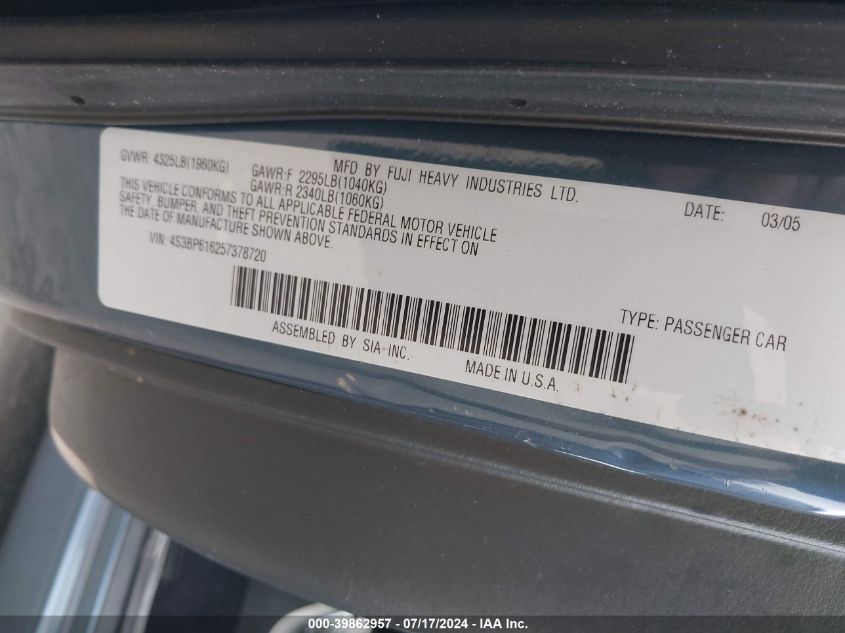 MFD BY FUJI HEAVY INDUSTRIES LTD.
DATE: 03/05
GVWR: 4325LB(1960KG)
GAWR:F 2295LB(1040KG)
GAWR:R 2340LB(1060KG)
THIS VEHICLE CONFORMS TO ALL APPLICABLE FEDERAL MOTOR VEHICLE
SAFETY, BUMPER, AND THEFT PREVENTION STANDARDS IN EFFECT ON
THE DATE OF MANUFACTURE SHOWN ABOVE.
VIN: 4S3BP616257378720
TYPE: PASSENGER CAR
ASSEMBLED BY SIA-INC.
MADE IN U.S.A.
000-39862957 - 07/17/2024 - IAA Inc.